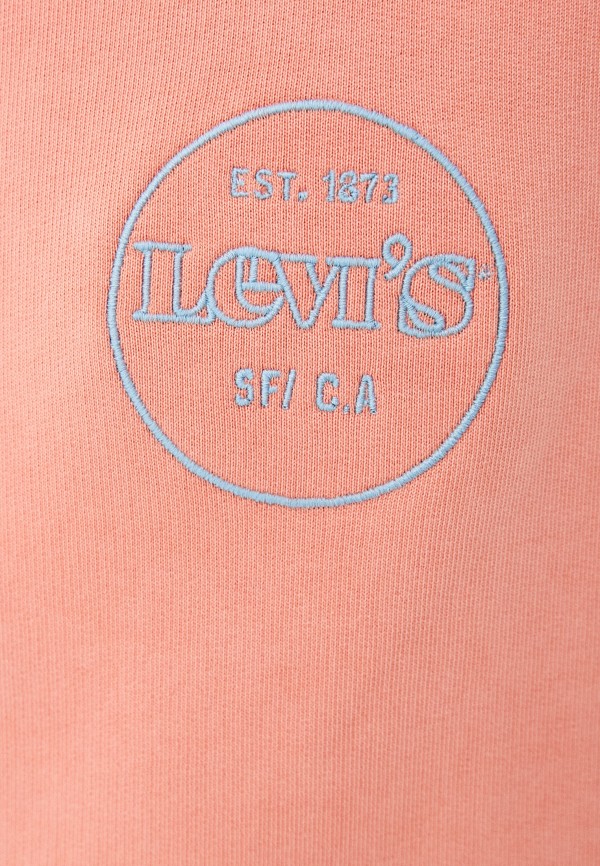 EST. 1873
LEVI'S
SF/ C.A